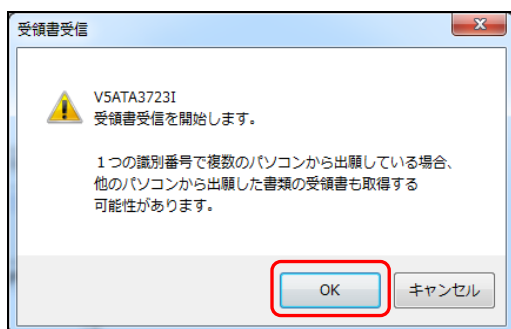 受領書受信
V5ATA3723I
受領書受信を開始します。
１つの識別番号で複数のパソコンから出願している場合、
他のパソコンから出願した書類の受領書も取得する
可能性があります。
OK
キャンセル